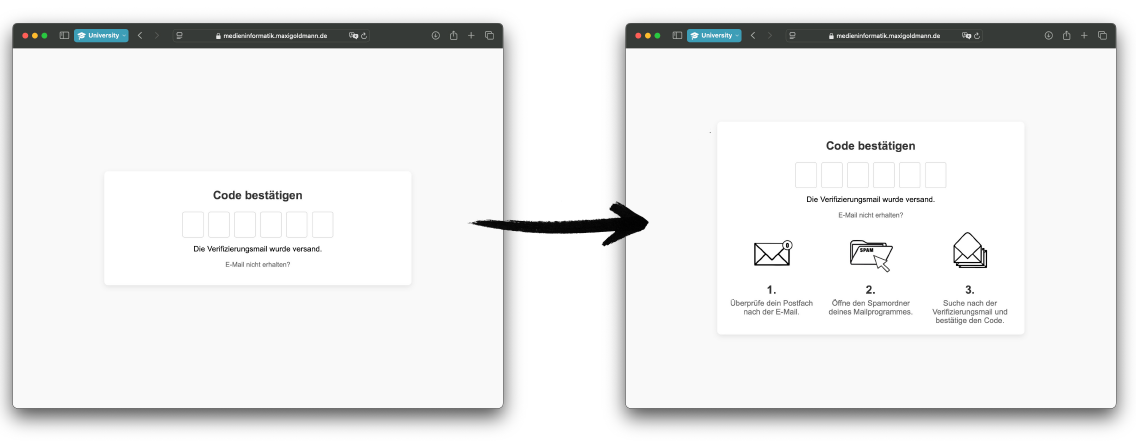 University
medieninformatik.maxigoldmann.de
Code bestätigen
Die Verifizierungsmail wurde versand.
E-Mail nicht erhalten?
University
medieninformatik.maxigoldmann.de
Code bestätigen
Die Verifizierungsmail wurde versand.
E-Mail nicht erhalten?
SPAM
1.
Überprüfe dein Postfach
nach der E-Mail.
2.
Öffne den Spamordner
deines Mailprogrammes.
3.
Suche nach der
Verifizierungsmail und
bestätige den Code.